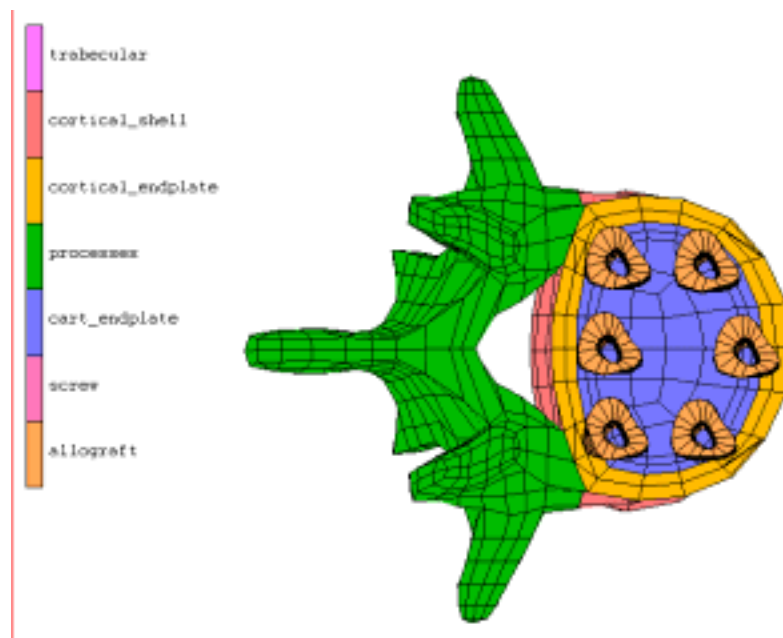 trabecular
cortical_shell
cortical_endplate
processes
cart_endplate
screw
allograft